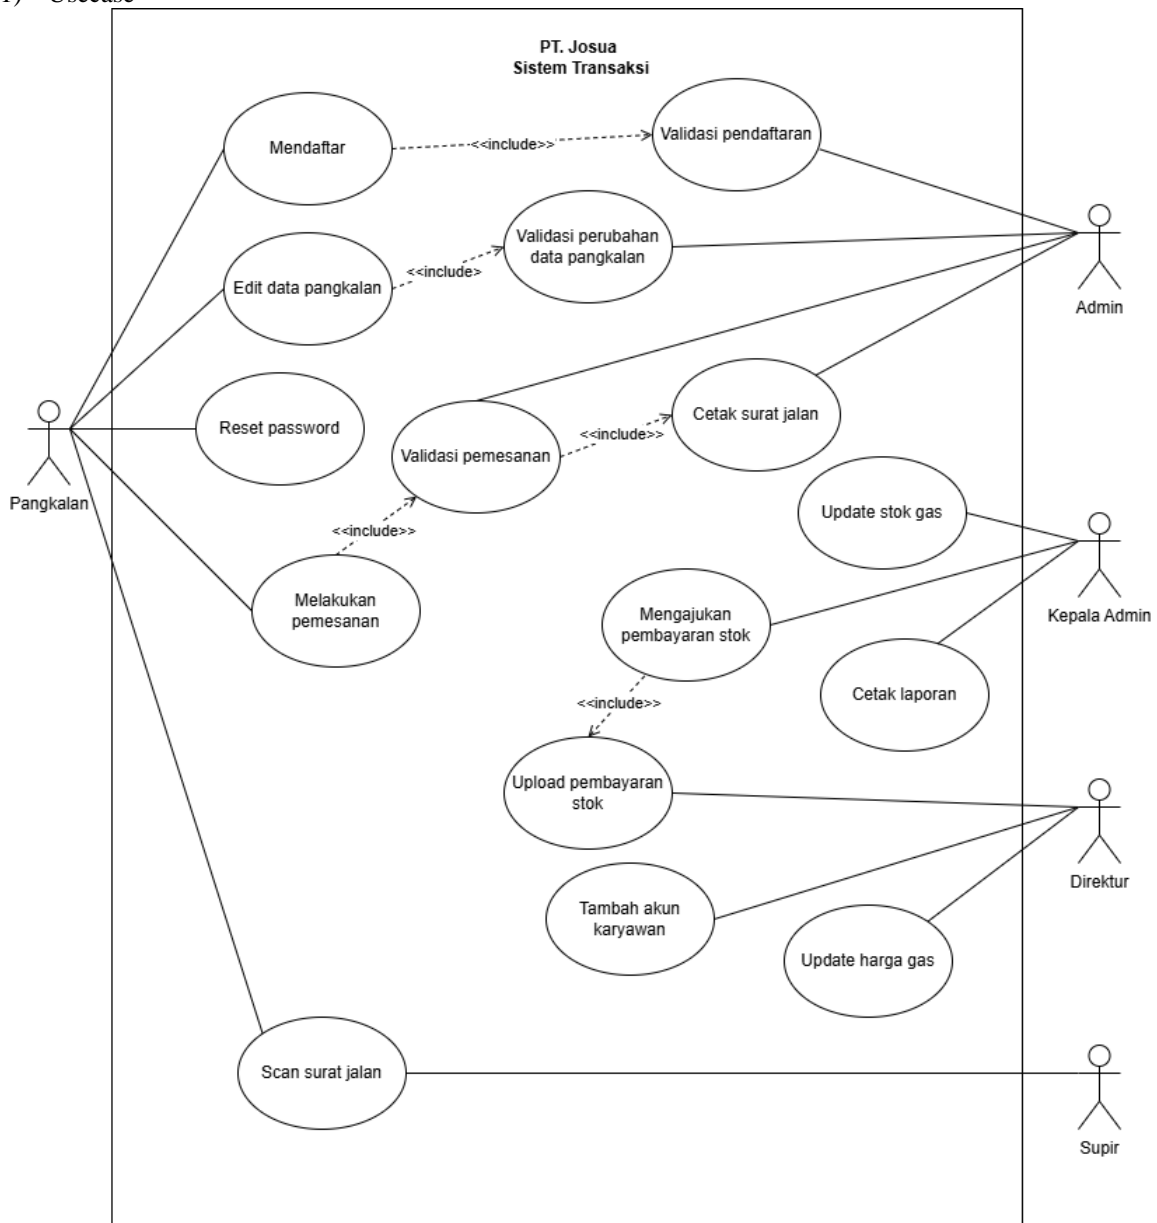 1) Usecase
PT. Josua
Sistem Transaksi
Mendaftar
<<include>>
Validasi pendaftaran
Validasi perubahan
data pangkalan
<<include>
Edit data pangkalan
Admin
Reset password
Cetak surat jalan
<<include>>
Validasi pemesanan
Pangkalan
Update stok gas
<<include>>
Melakukan
pemesanan
Mengajukan
pembayaran stok
Kepala Admin
Cetak laporan
<<include>>
Upload pembayaran
stok
Direktur
Tambah akun
karyawan
Update harga gas
Scan surat jalan
Supir